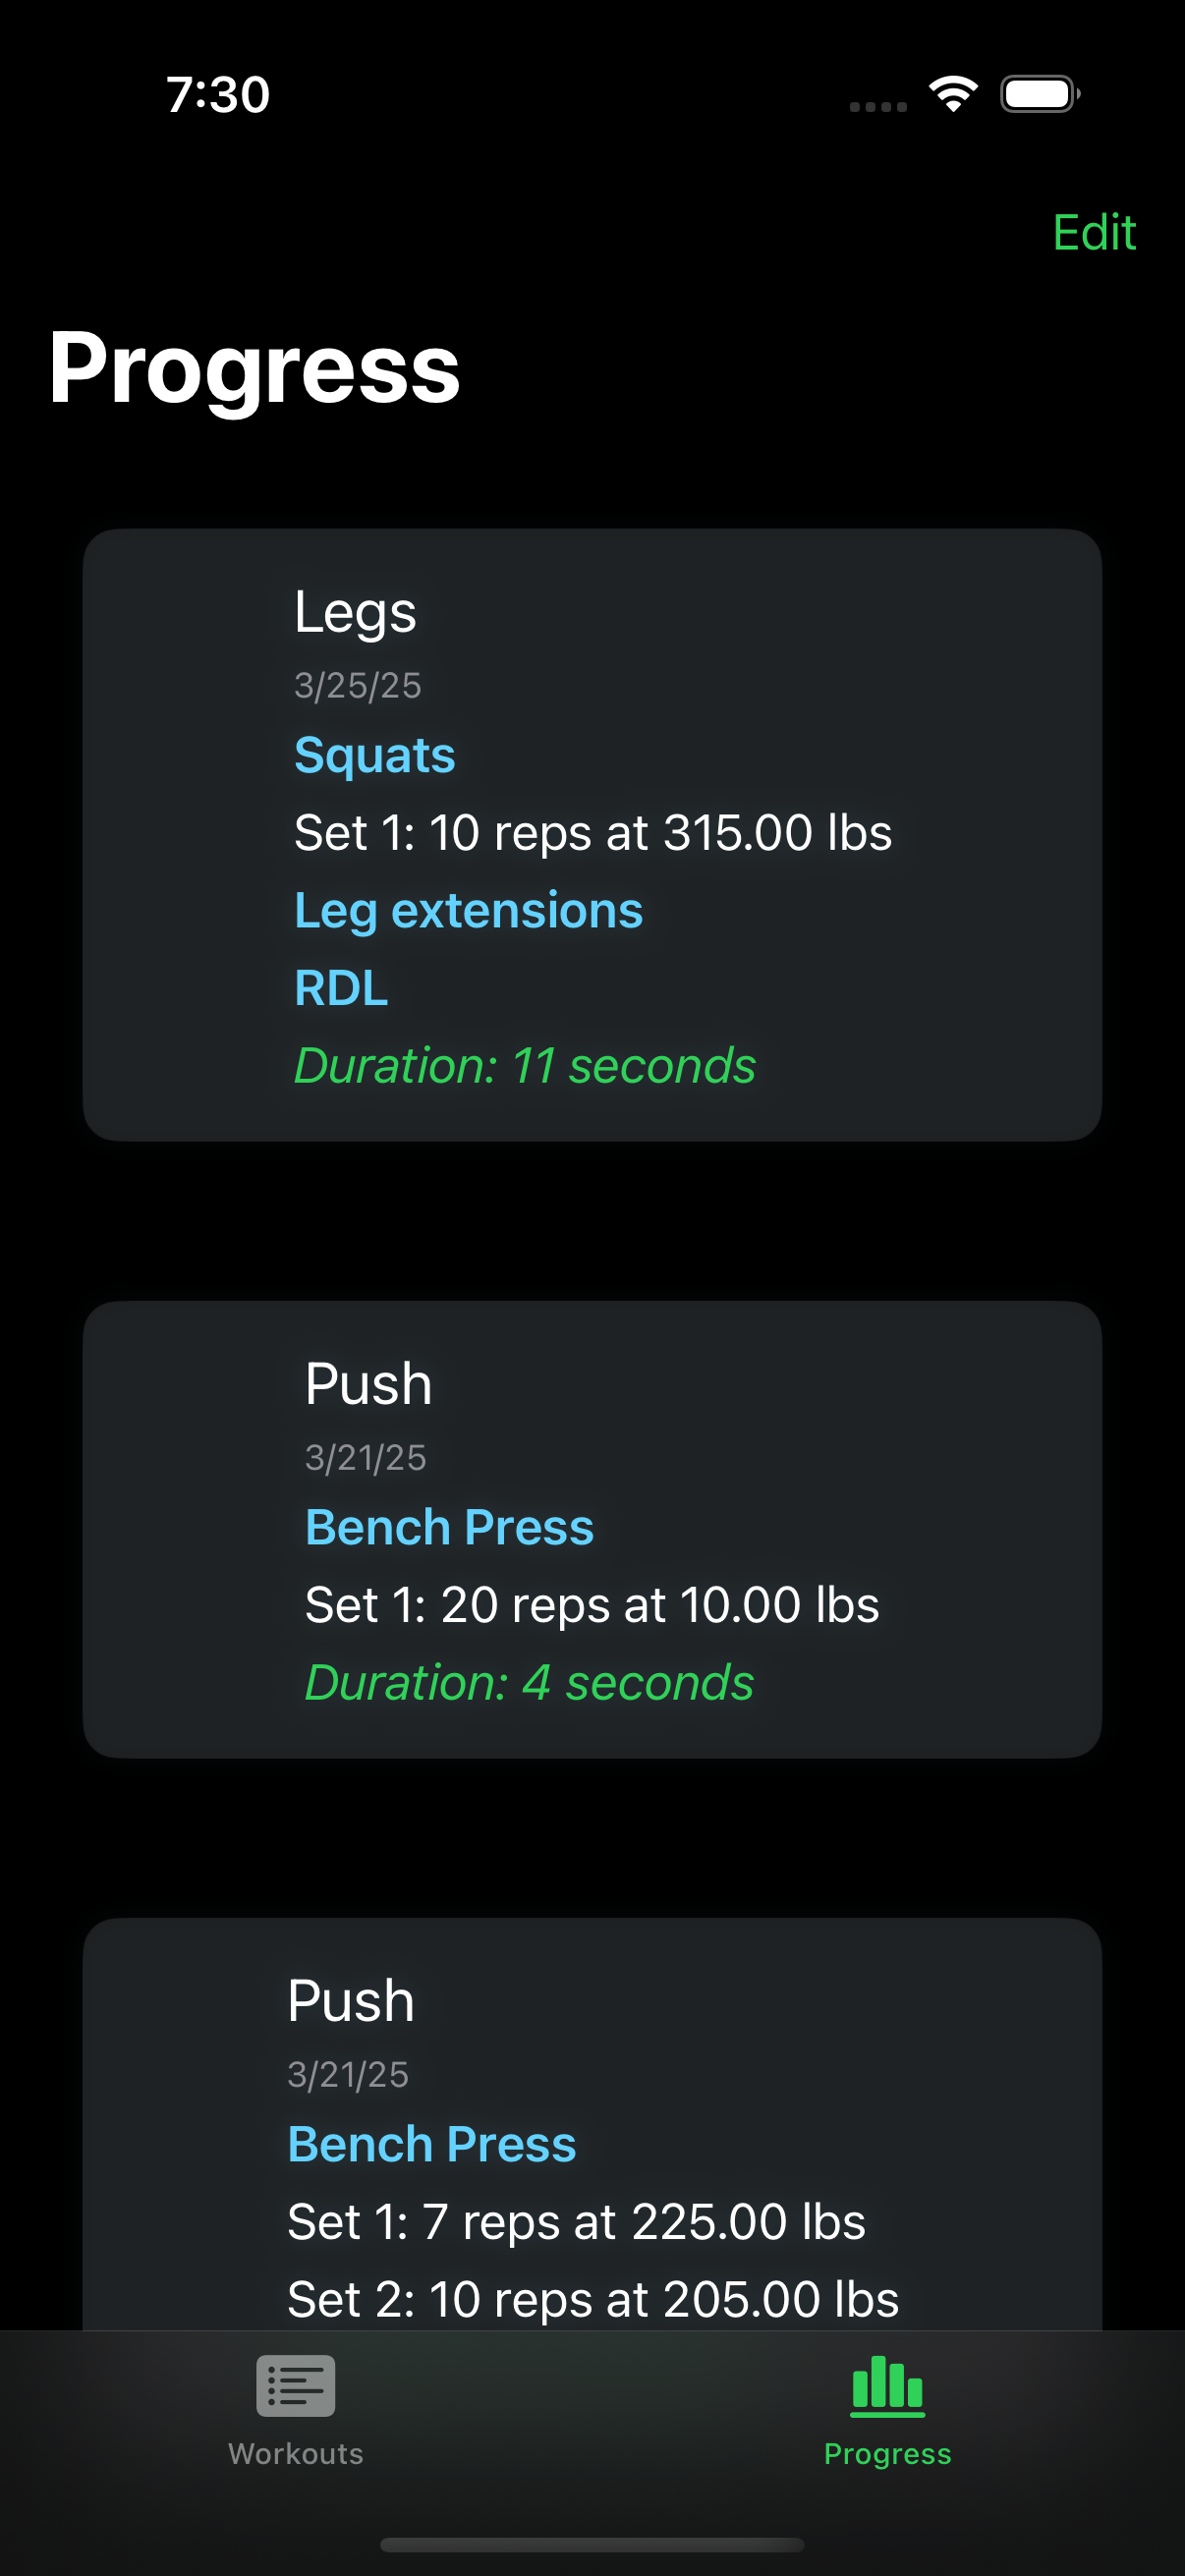 7:30
Edit
Progress
Legs
3/25/25
Squats
Set 1: 10 reps at 315.00 lbs
Leg extensions
RDL
Duration: 11 seconds
Push
3/21/25
Bench Press
Set 1: 20 reps at 10.00 lbs
Duration: 4 seconds
Push
3/21/25
Bench Press
Set 1: 7 reps at 225.00 lbs
Set 2: 10 reps at 205.00 lbs
Workouts
Progress